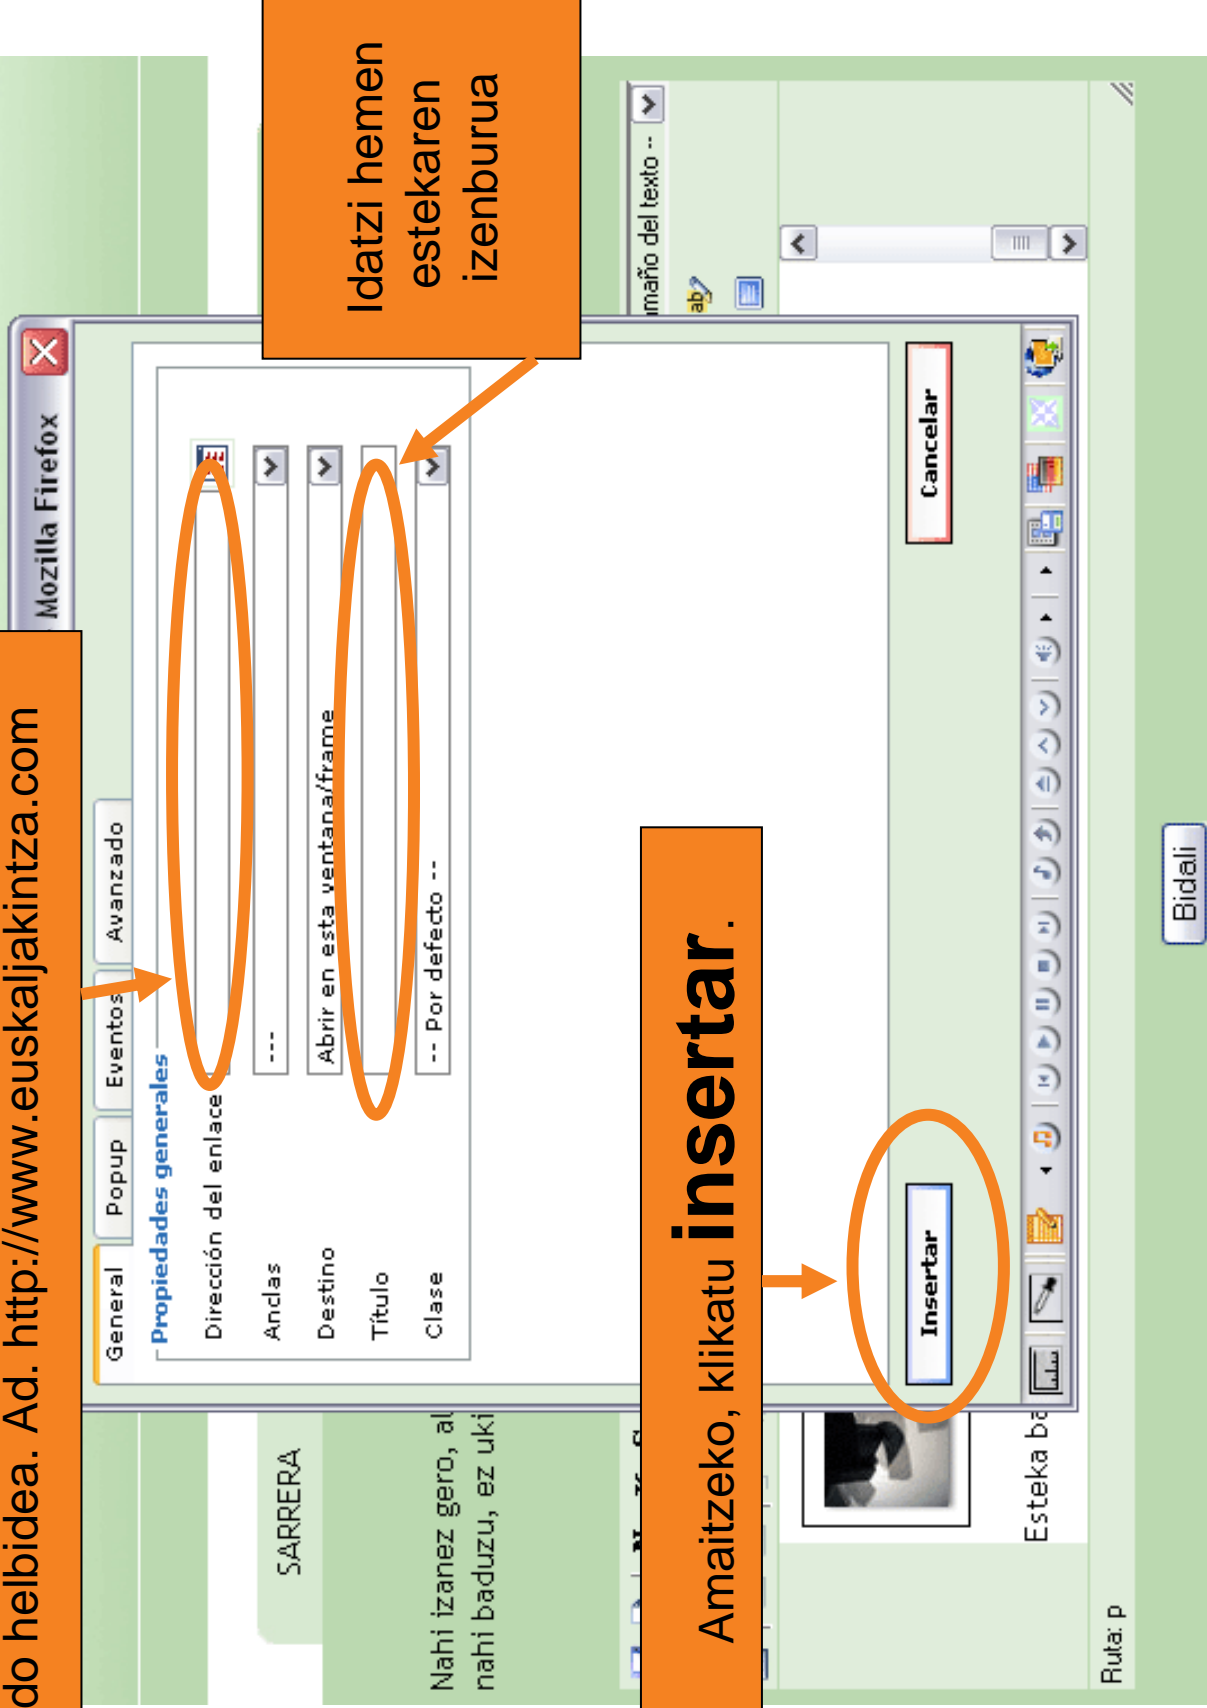 do helbidea. Ad. http://www.euskaljakintza.com
Mozilla Firefox
Idatzi hemen
estekaren
izenburua
General
Popup
Eventos
Avanzado
Propiedades generales
Dirección del enlace
Anclas
---
Destino
Abrir en esta ventana/frame
Título
Clase
-- Por defecto --
SARRERA
Nahi izanez gero, al
nahi baduzu, ez uki
maño del texto --
Amaitzeko, klikatu insertar.
Insertar
Cancelar
Esteka ba
Ruta: p
Bidali